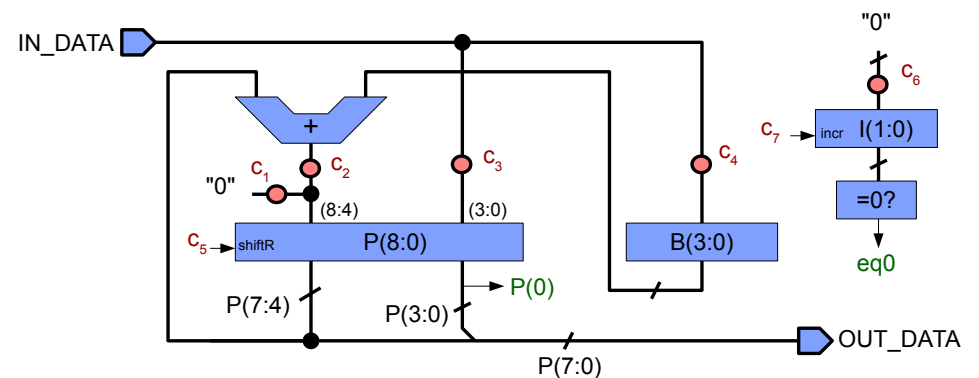 "0"
IN_DATA
c6
c7
incr
I(1:0)
+
c1
c2
c3
c4
"0"
(8:4)
(3:0)
=0?
c5
shiftR
P(8:0)
B(3:0)
eq0
P(0)
P(7:4)
P(3:0)
OUT_DATA
P(7:0)